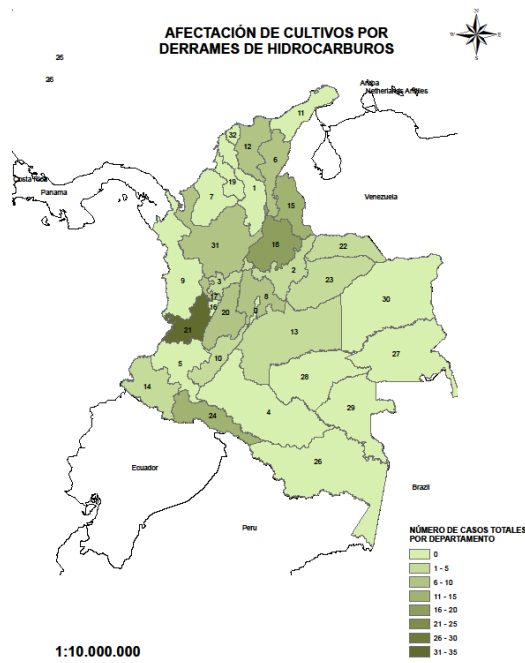 AFECTACIÓN DE CULTIVOS POR
DERRAMES DE HIDROCARBUROS
N
W E
S
26
26
Aruba
Netherlands Antilles
11
32
12
6
Costa Rica
Panama
19
1
7
15
Venezuela
31
18
22
2
3
23
9
17
16
8
30
20
21
13
10
27
5
28
14
24
4
29
26
Ecuador
Brazil
Peru
NÚMERO DE CASOS TOTALES
POR DEPARTAMENTO
0
1 - 5
6 - 10
11 - 15
16 - 20
21 - 25
26 - 30
31 - 35
1:10.000.000